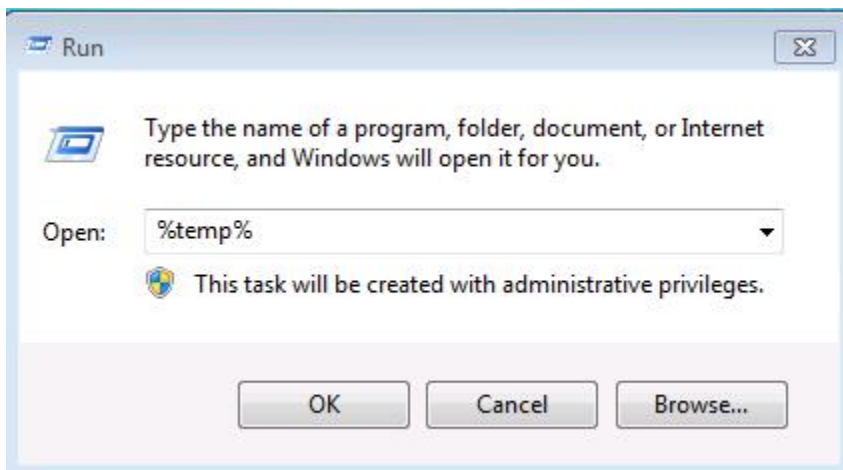 Run
Type the name of a program, folder, document, or Internet
resource, and Windows will open it for you.
Open: %temp%
This task will be created with administrative privileges.
OK Cancel Browse...